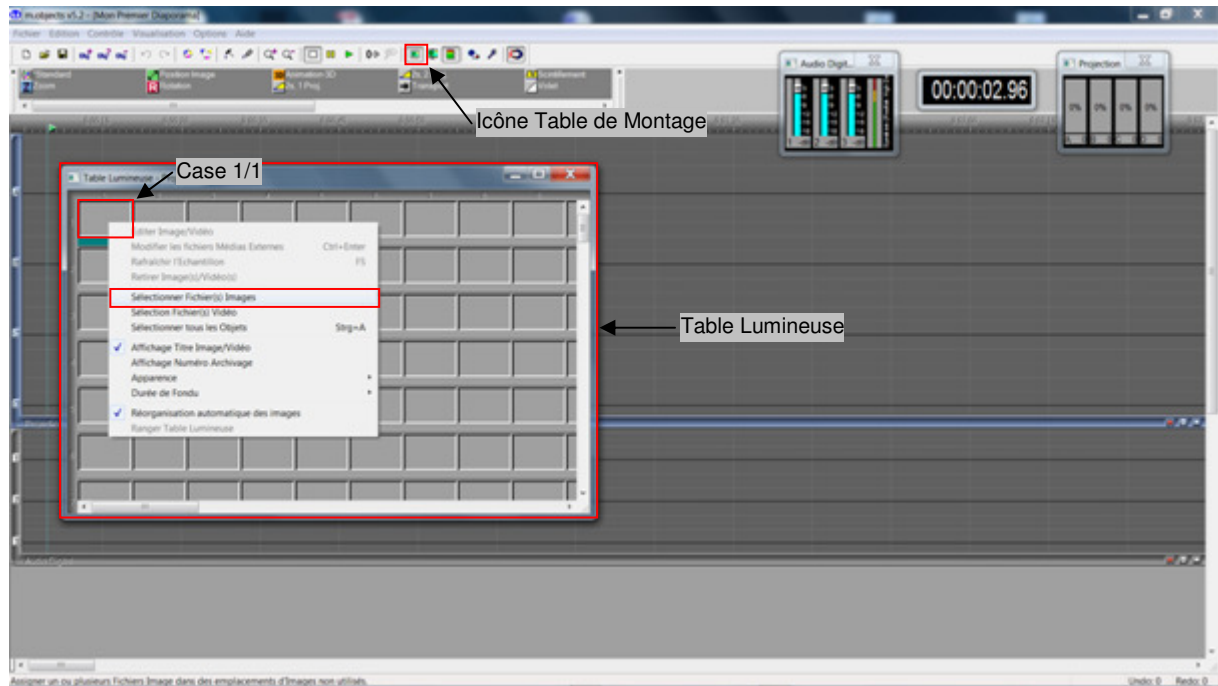 m.objects v5.2 - [Mon Premier Diaporama]
Fichier Edition Contrôle Visualisation Options Aide
Standard Position Image Animation 3D Scintillement
Zoom Rotation 2s. 1 Proj. Volet
Audio Digit.
00:00:02.96
Projection
0% 0% 0% 0%
Icône Table de Montage
Case 1/1
Table Lumineuse
Editer Image/Vidéo
Modifier les fichiers Médias Externes Ctrl+Enter
Rafraîchir l'Echantillon F5
Retirer Image(s)/Vidéo(s)
Sélectionner Fichier(s) Images
Sélection Fichier(s) Vidéo
Sélectionner tous les Objets Strg+A
Affichage Titre Image/Vidéo
Affichage Numéro Archivage
Apparence
Durée de Fondu
Réorganisation automatique des images
Ranger Table Lumineuse
Table Lumineuse
Audio Digital
Assigner un ou plusieurs Fichiers Image dans des emplacements d'Images non utilisés.
Undo: 0 Redo: 0